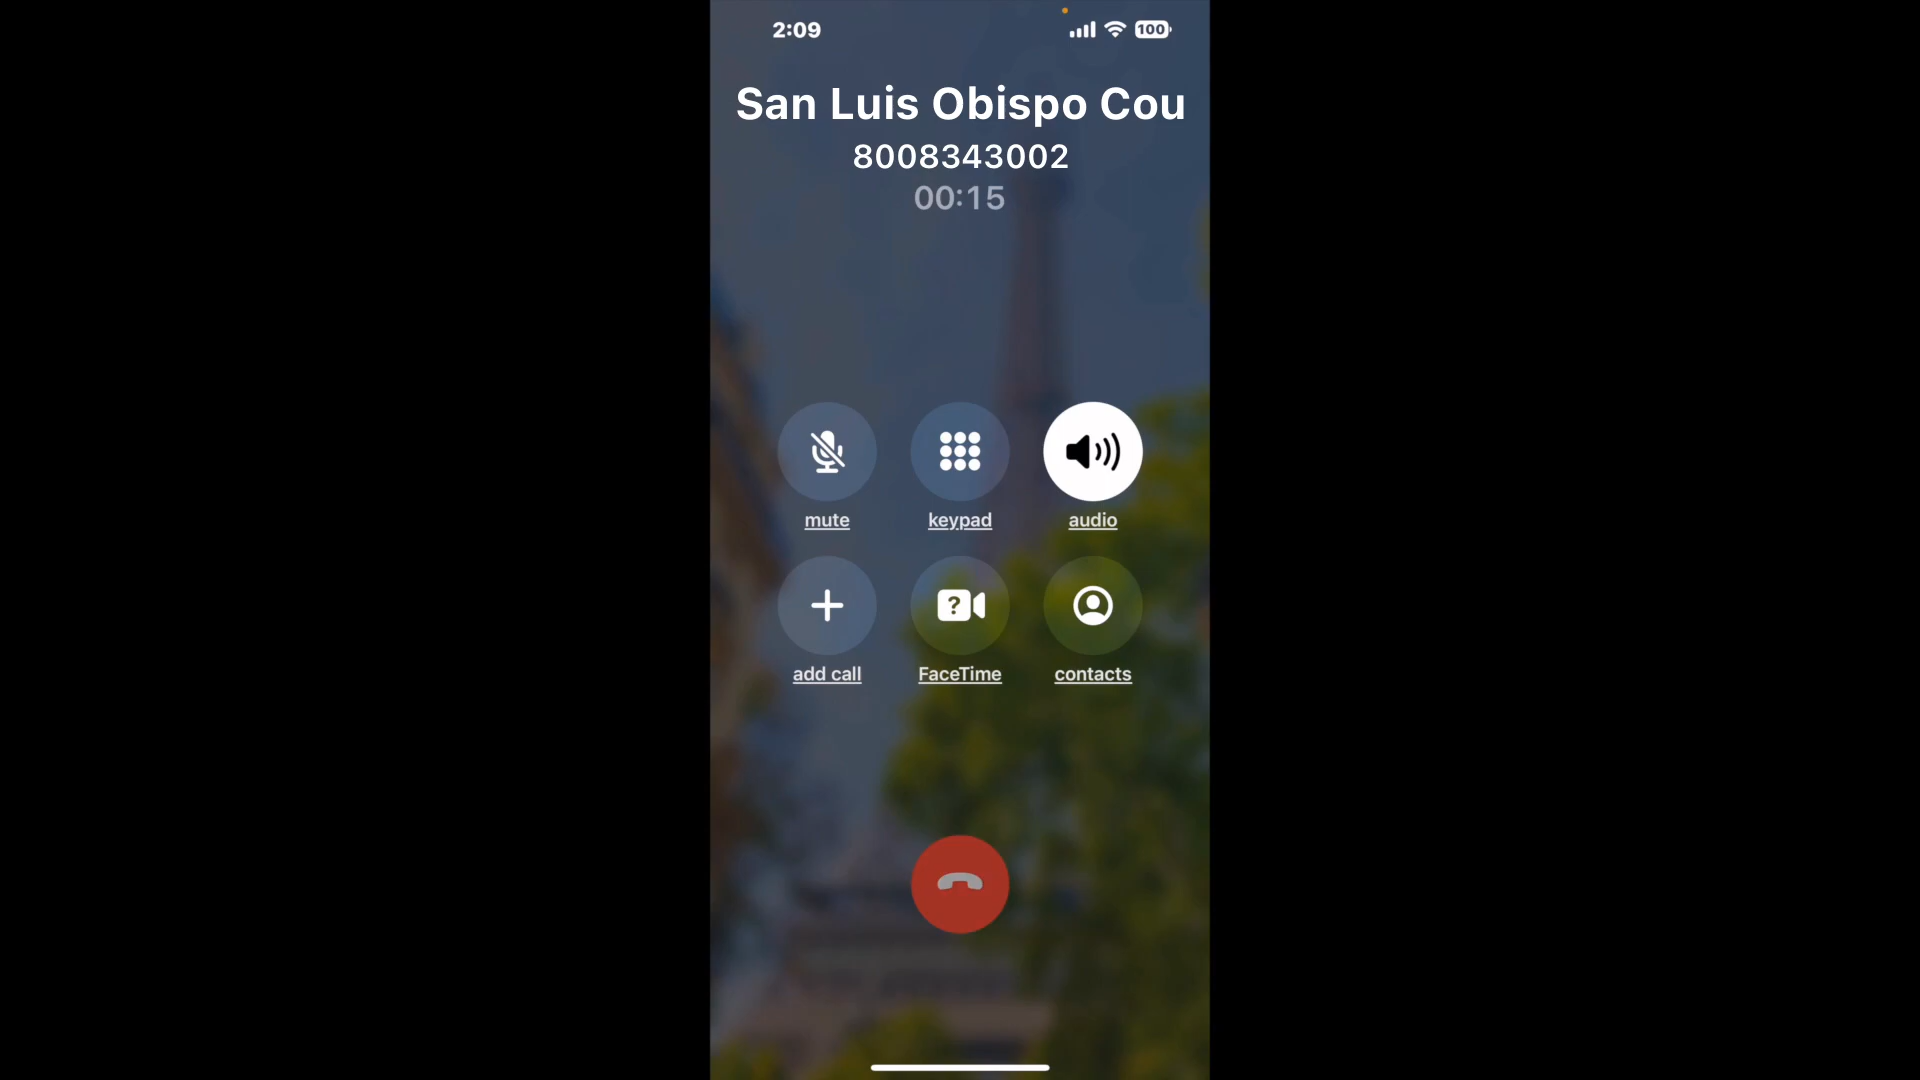 2:09
100
San Luis Obispo Cou
8008343002
00:15
mute
keypad
audio
?
add call
FaceTime
contacts